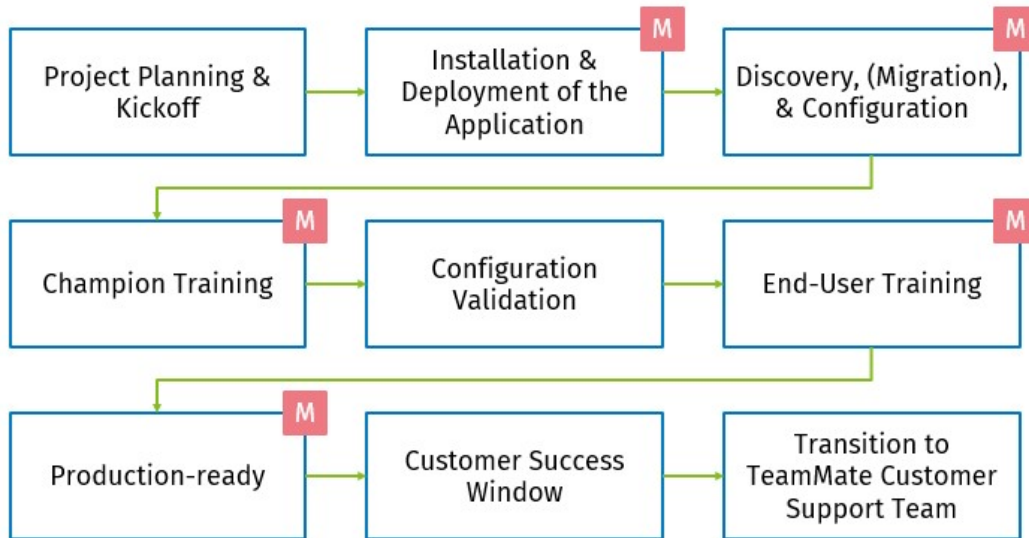 Project Planning &
Kickoff
M
Installation &
Deployment of the
Application
M
Discovery, (Migration),
& Configuration
M
Champion Training
Configuration
Validation
M
End-User Training
M
Production-ready
Customer Success
Window
Transition to
TeamMate Customer
Support Team